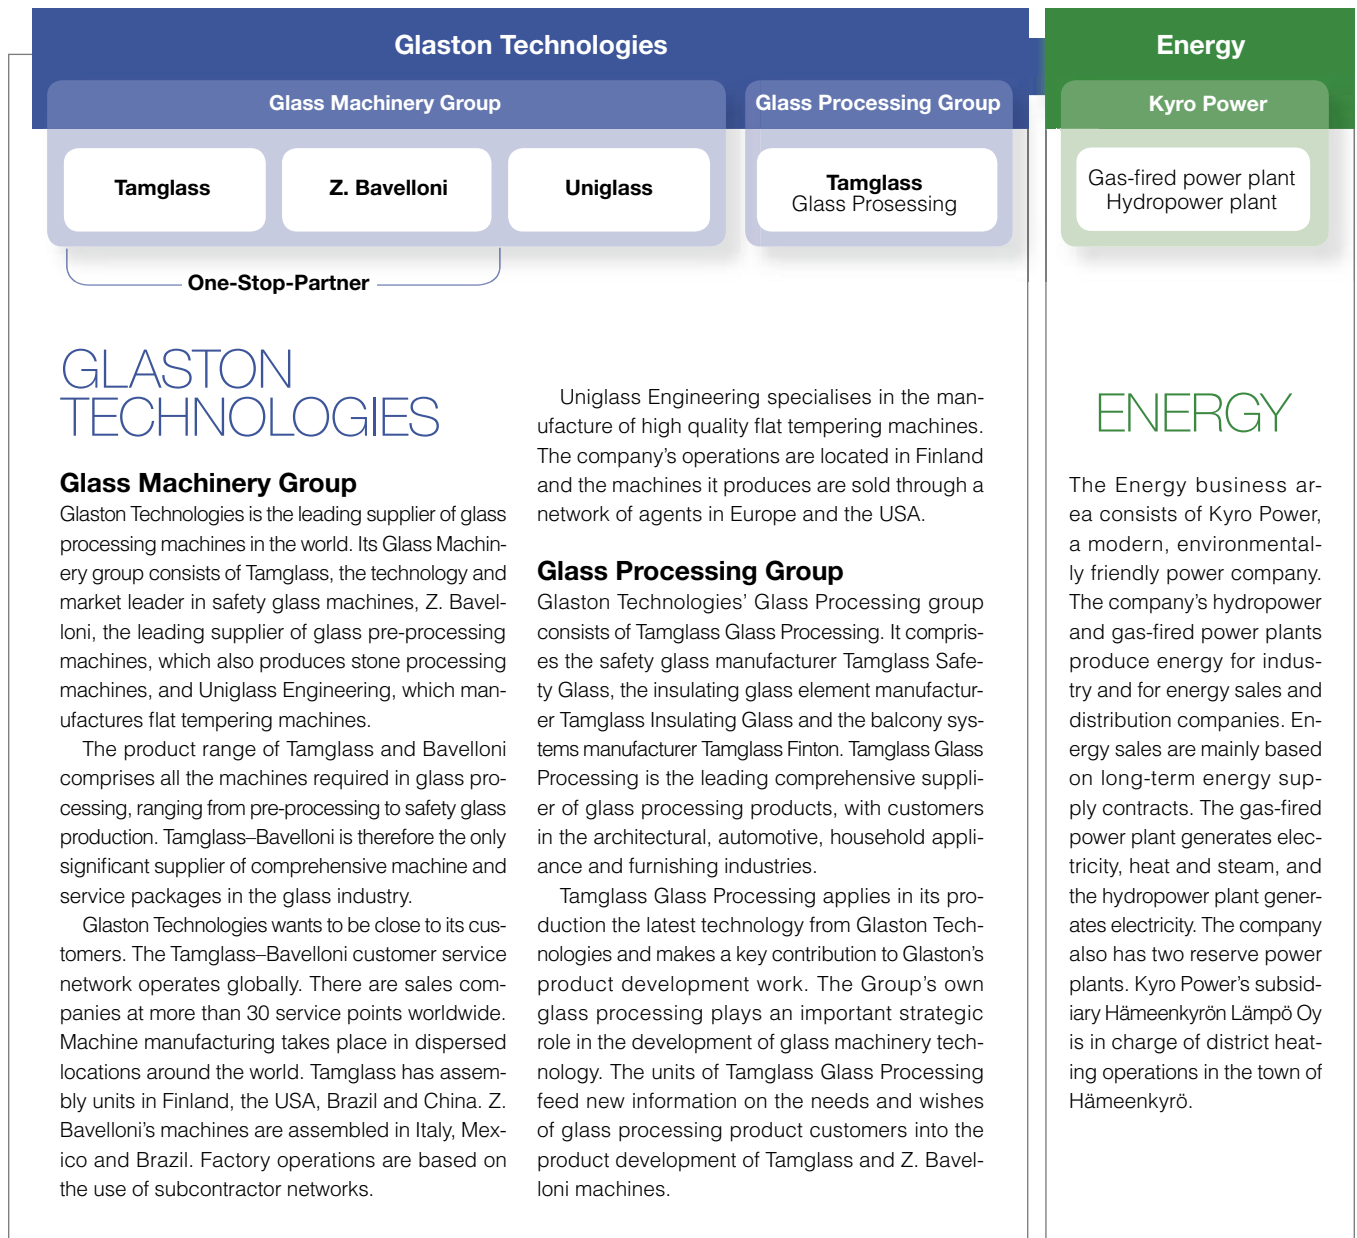 Glaston Technologies
Energy
Glass Machinery Group
Glass Processing Group
Kyro Power
Tamglass
Z. Bavelloni
Uniglass
Tamglass
Glass Prosessing
Gas-fired power plant
Hydropower plant
One-Stop-Partner
GLASTON
TECHNOLOGIES
Glass Machinery Group
Glaston Technologies is the leading supplier of glass
processing machines in the world. Its Glass Machin-
ery group consists of Tamglass, the technology and
market leader in safety glass machines, Z. Bavel-
loni, the leading supplier of glass pre-processing
machines, which also produces stone processing
machines, and Uniglass Engineering, which man-
ufactures flat tempering machines.
The product range of Tamglass and Bavelloni
comprises all the machines required in glass pro-
cessing, ranging from pre-processing to safety glass
production. Tamglass–Bavelloni is therefore the only
significant supplier of comprehensive machine and
service packages in the glass industry.
Glaston Technologies wants to be close to its cus-
tomers. The Tamglass–Bavelloni customer service
network operates globally. There are sales com-
panies at more than 30 service points worldwide.
Machine manufacturing takes place in dispersed
locations around the world. Tamglass has assem-
bly units in Finland, the USA, Brazil and China. Z.
Bavelloni’s machines are assembled in Italy, Mex-
ico and Brazil. Factory operations are based on
the use of subcontractor networks.
Uniglass Engineering specialises in the man-
ufacture of high quality flat tempering machines.
The company’s operations are located in Finland
and the machines it produces are sold through a
network of agents in Europe and the USA.
Glass Processing Group
Glaston Technologies’ Glass Processing group
consists of Tamglass Glass Processing. It compris-
es the safety glass manufacturer Tamglass Safe-
ty Glass, the insulating glass element manufactur-
er Tamglass Insulating Glass and the balcony sys-
tems manufacturer Tamglass Finton. Tamglass Glass
Processing is the leading comprehensive suppli-
er of glass processing products, with customers
in the architectural, automotive, household appli-
ance and furnishing industries.
Tamglass Glass Processing applies in its pro-
duction the latest technology from Glaston Tech-
nologies and makes a key contribution to Glaston’s
product development work. The Group’s own
glass processing plays an important strategic
role in the development of glass machinery tech-
nology. The units of Tamglass Glass Processing
feed new information on the needs and wishes
of glass processing product customers into the
product development of Tamglass and Z. Bavel-
loni machines.
ENERGY
The Energy business ar-
ea consists of Kyro Power,
a modern, environmental-
ly friendly power company.
The company’s hydropower
and gas-fired power plants
produce energy for indus-
try and for energy sales and
distribution companies. En-
ergy sales are mainly based
on long-term energy sup-
ply contracts. The gas-fired
power plant generates elec-
tricity, heat and steam, and
the hydropower plant gener-
ates electricity. The company
also has two reserve power
plants. Kyro Power’s subsid-
iary Hämeenkyrön Lämpö Oy
is in charge of district heat-
ing operations in the town of
Hämeenkyrö.